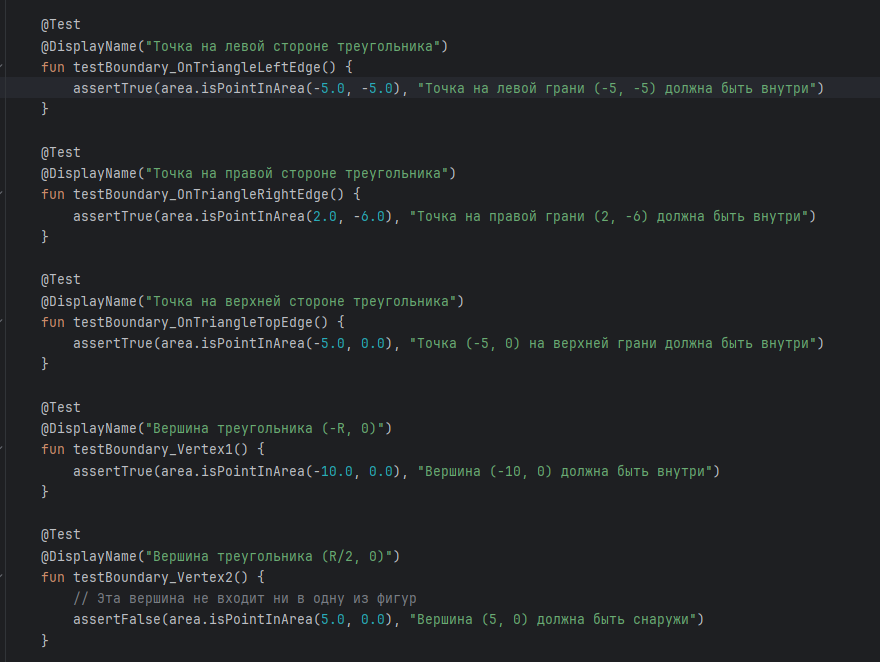 @Test
@DisplayName("Точка на левой стороне треугольника")
fun testBoundary_OnTriangleLeftEdge() {
    assertTrue(area.isPointInArea(-5.0, -5.0), "Точка на левой грани (-5, -5) должна быть внутри")
}
@Test
@DisplayName("Точка на правой стороне треугольника")
fun testBoundary_OnTriangleRightEdge() {
    assertTrue(area.isPointInArea(2.0, -6.0), "Точка на правой грани (2, -6) должна быть внутри")
}
@Test
@DisplayName("Точка на верхней стороне треугольника")
fun testBoundary_OnTriangleTopEdge() {
    assertTrue(area.isPointInArea(-5.0, 0.0), "Точка (-5, 0) на верхней грани должна быть внутри")
}
@Test
@DisplayName("Вершина треугольника (-R, 0)")
fun testBoundary_Vertex1() {
    assertTrue(area.isPointInArea(-10.0, 0.0), "Вершина (-10, 0) должна быть внутри")
}
@Test
@DisplayName("Вершина треугольника (R/2, 0)")
fun testBoundary_Vertex2() {
    // Эта вершина не входит ни в одну из фигур
    assertFalse(area.isPointInArea(5.0, 0.0), "Вершина (5, 0) должна быть снаружи")
}